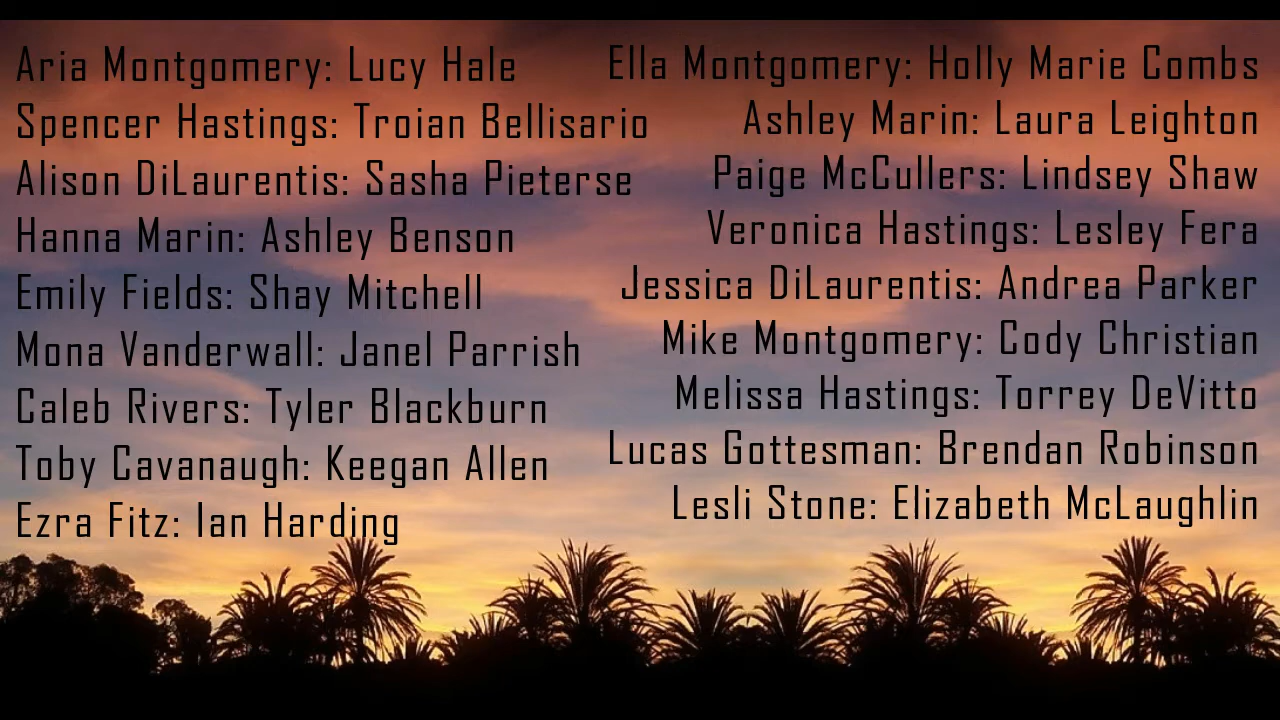 Aria Montgomery: Lucy Hale
Spencer Hastings: Troian Bellisario
Alison DiLaurentis: Sasha Pieterse
Hanna Marin: Ashley Benson
Emily Fields: Shay Mitchell
Mona Vanderwall: Janel Parrish
Caleb Rivers: Tyler Blackburn
Toby Cavanaugh: Keegan Allen
Ezra Fitz: Ian Harding
Ella Montgomery: Holly Marie Combs
Ashley Marin: Laura Leighton
Paige McCullers: Lindsey Shaw
Veronica Hastings: Lesley Fera
Jessica DiLaurentis: Andrea Parker
Mike Montgomery: Cody Christian
Melissa Hastings: Torrey DeVitto
Lucas Gottesman: Brendan Robinson
Lesli Stone: Elizabeth McLaughlin